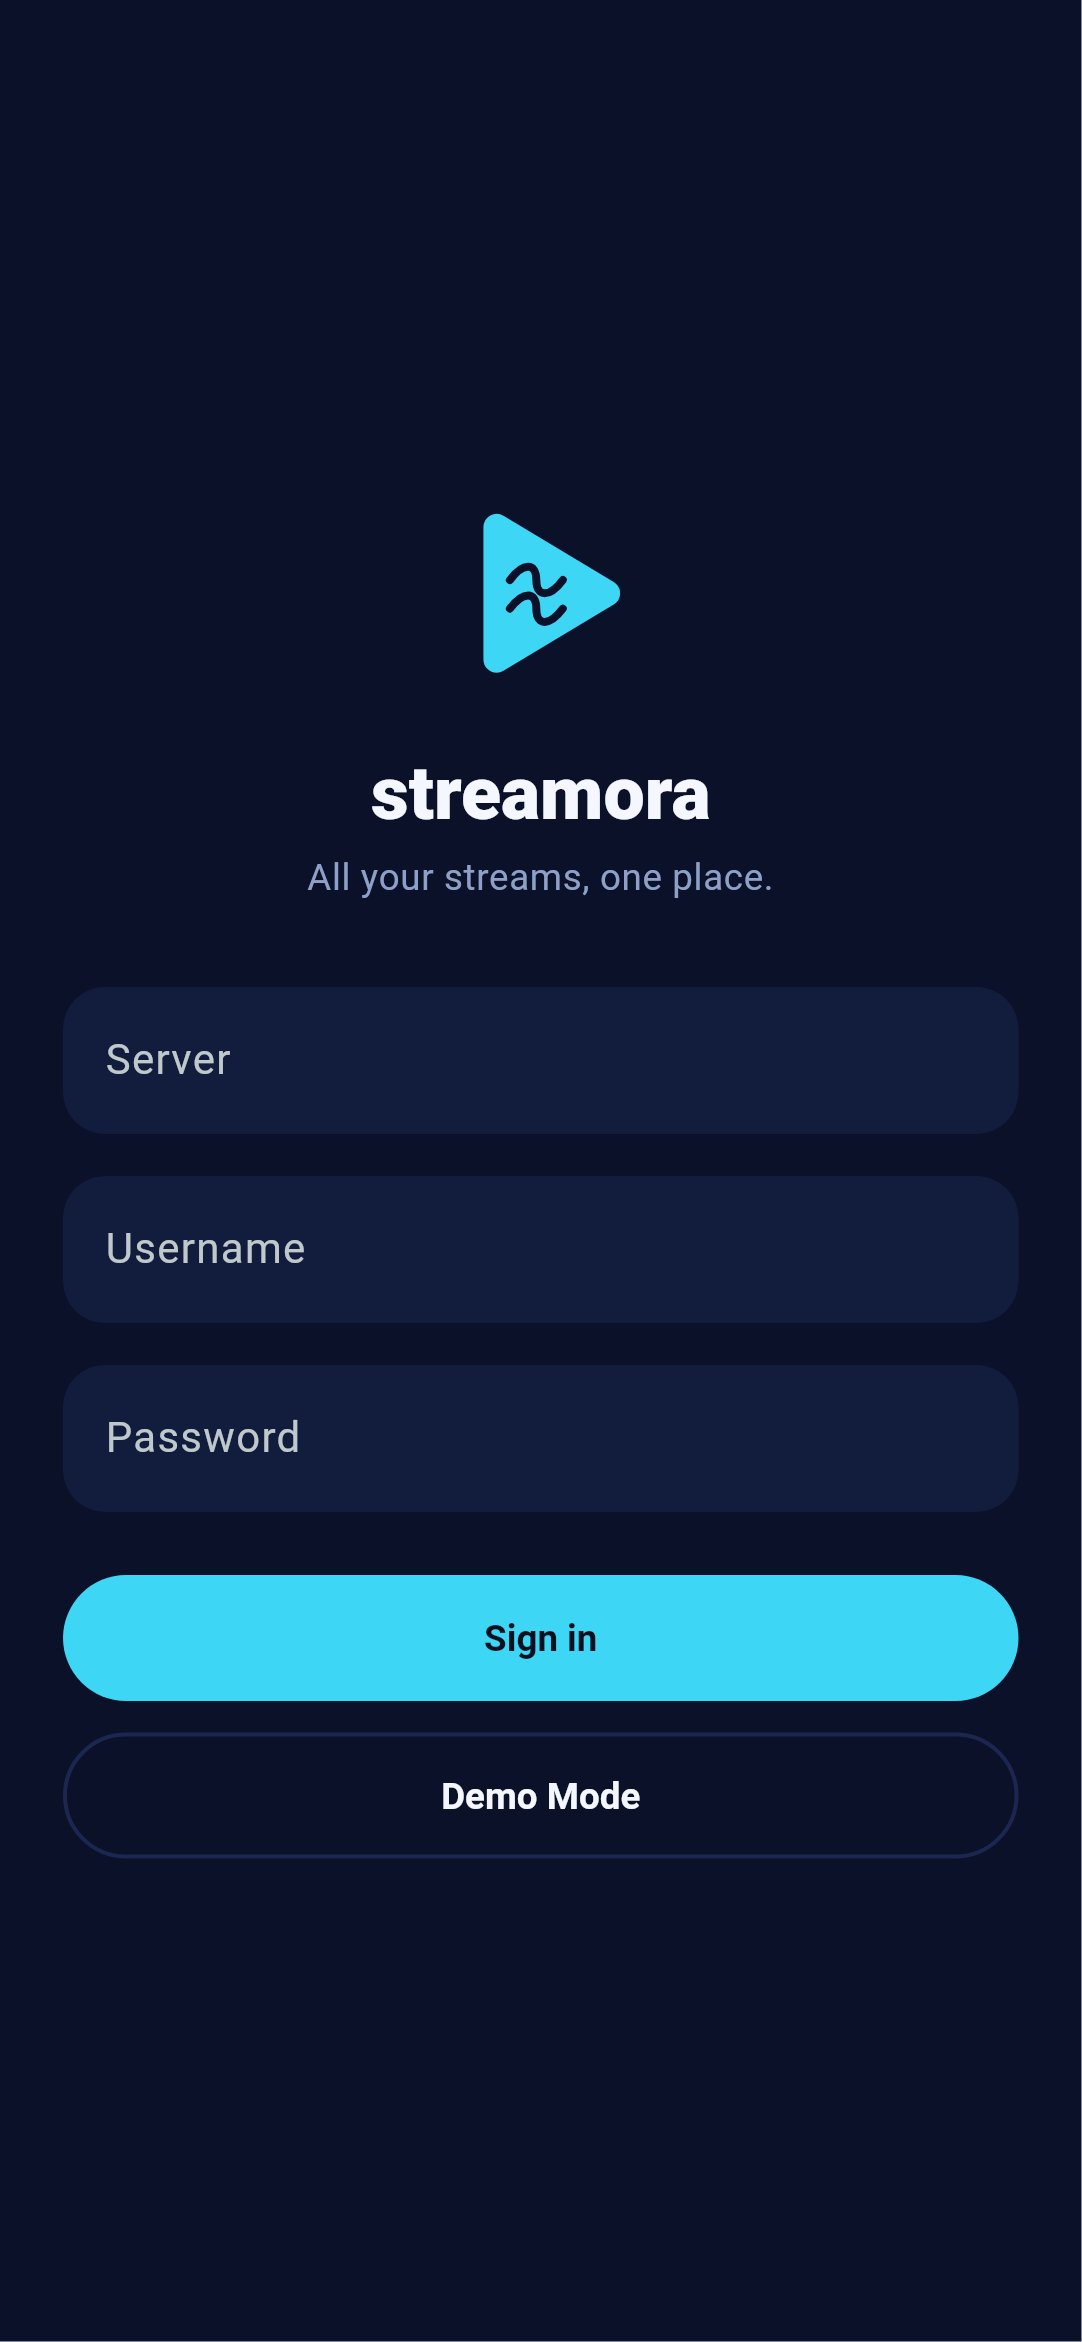 streamora
All your streams, one place.
Server
Username
Password
Sign in
Demo Mode